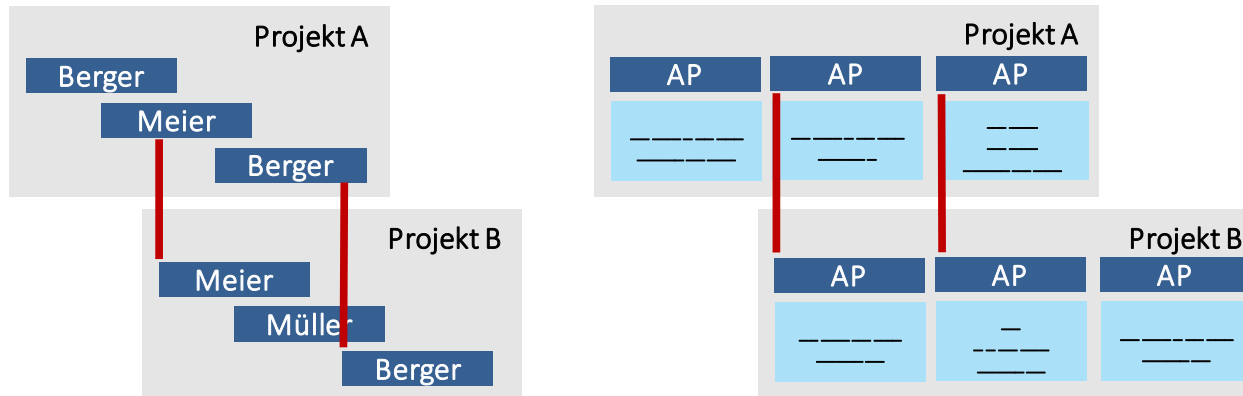 Projekt A
Berger
Meier
Berger
Projekt B
Meier
Müller
Berger
Projekt A
AP AP AP
Projekt B
AP AP AP